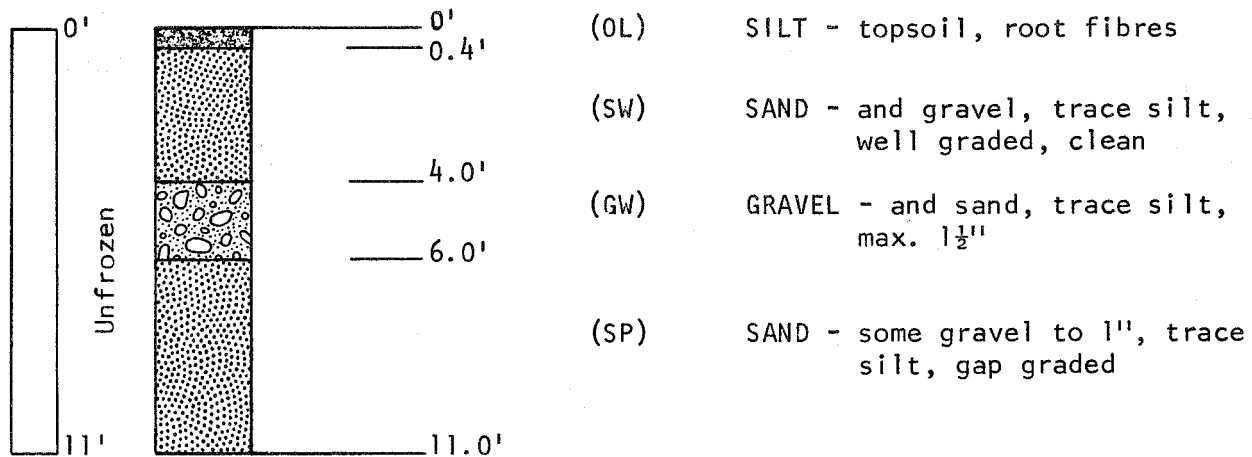 0'
11'
Unfrozen
0'
0.4'
4.0'
6.0'
11.0'
(OL) SILT - topsoil, root fibres
(SW) SAND - and gravel, trace silt,
well graded, clean
(GW) GRAVEL - and sand, trace silt,
max. 1½"
(SP) SAND - some gravel to 1", trace
silt, gap graded